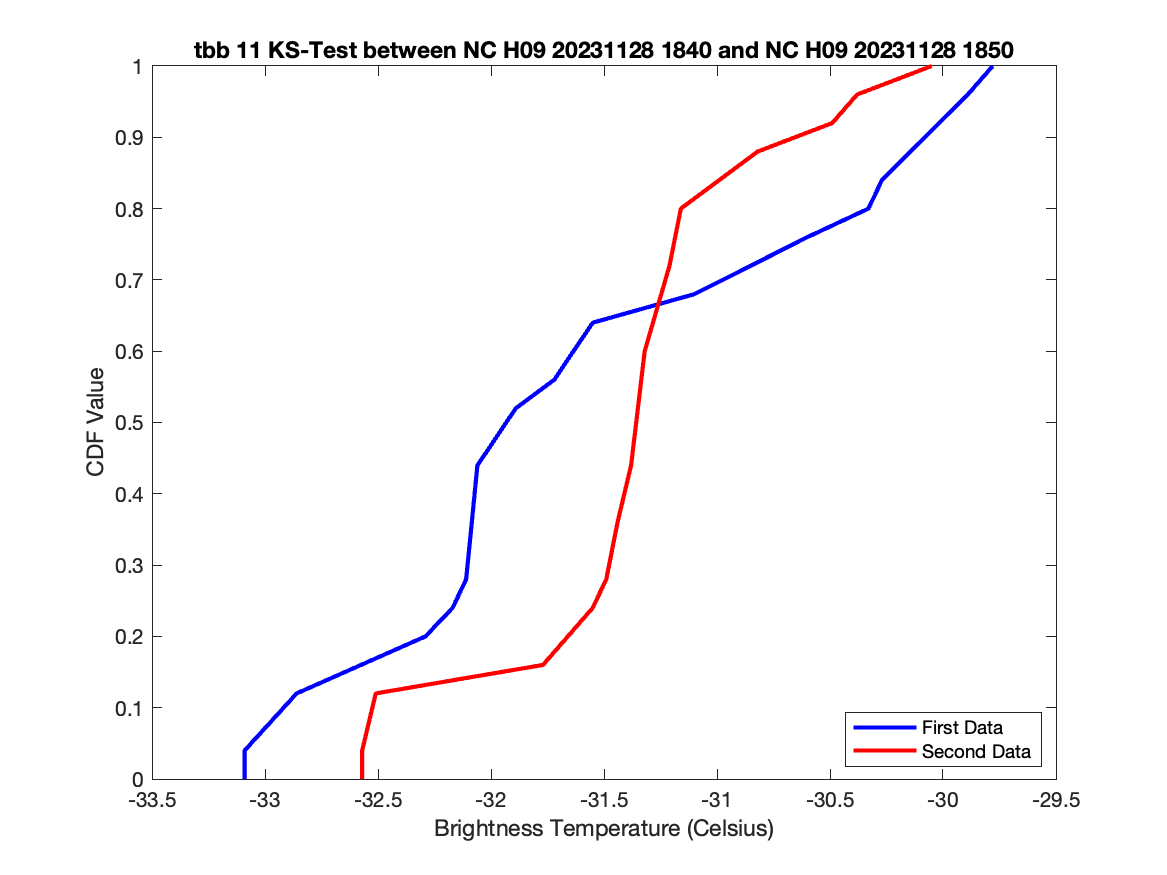 tbb 11 KS-Test between NC H09 20231128 1840 and NC H09 20231128 1850
1
0.9
0.8
0.7
0.6
0.5
0.4
0.3
0.2
0.1
0
CDF Value
First Data
Second Data
-33.5 -33 -32.5 -32 -31.5 -31 -30.5 -30 -29.5
Brightness Temperature (Celsius)